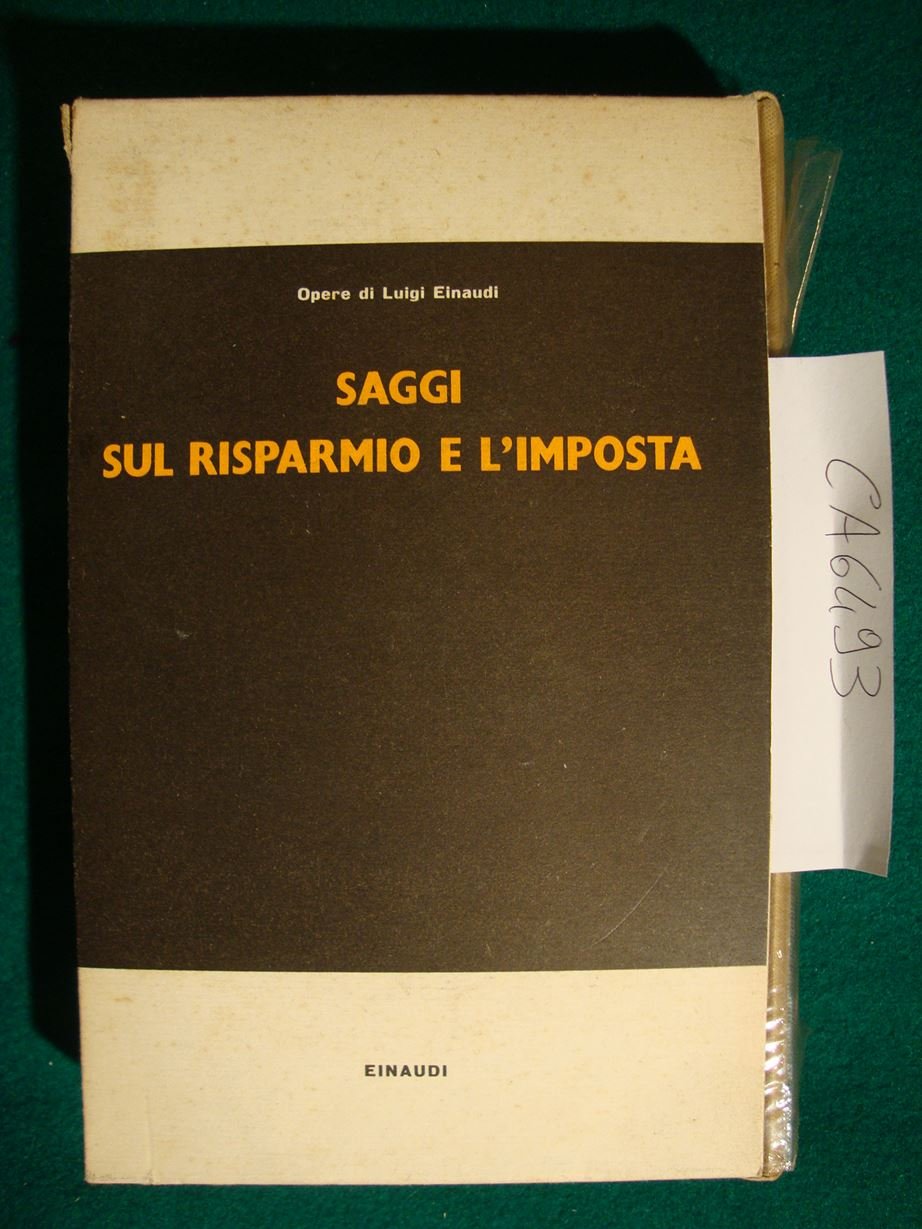 Opere di Luigi Einaudi
SAGGI
SUL RISPARMIO E L'IMPOSTA
EINAUDI
CA6493